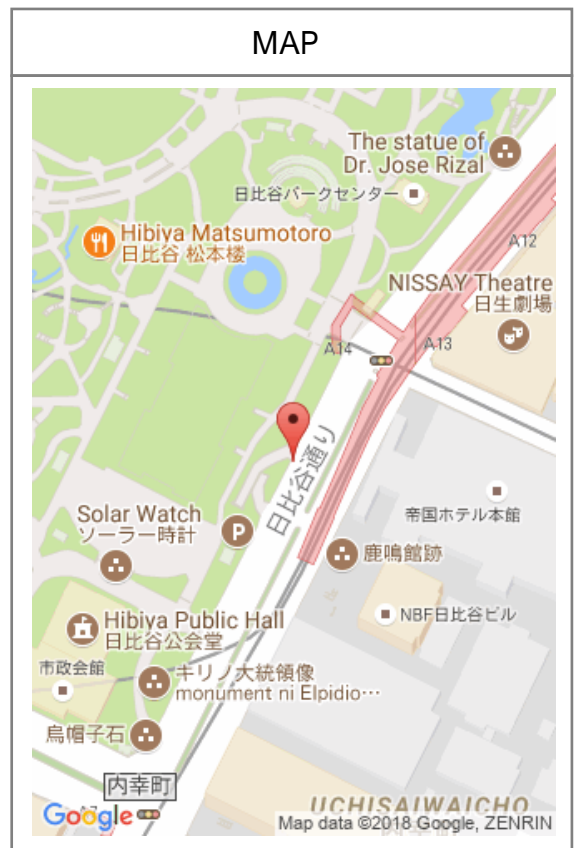 MAP
The statue of
Dr. Jose Rizal
日比谷パークセンター
Hibiya Matsumotoro
日比谷 松本楼
A12
NISSAY Theatre
日生劇場
A14
A13
日比谷通り
帝国ホテル本館
Solar Watch
ソーラー時計
P
鹿鳴館跡
Hibiya Public Hall
日比谷公会堂
NBF日比谷ビル
市政会館
キリノ大統領像
monument ni Elpidio…
烏帽子石
内幸町
UCHISAIWAICHO
Google
Map data ©2018 Google, ZENRIN